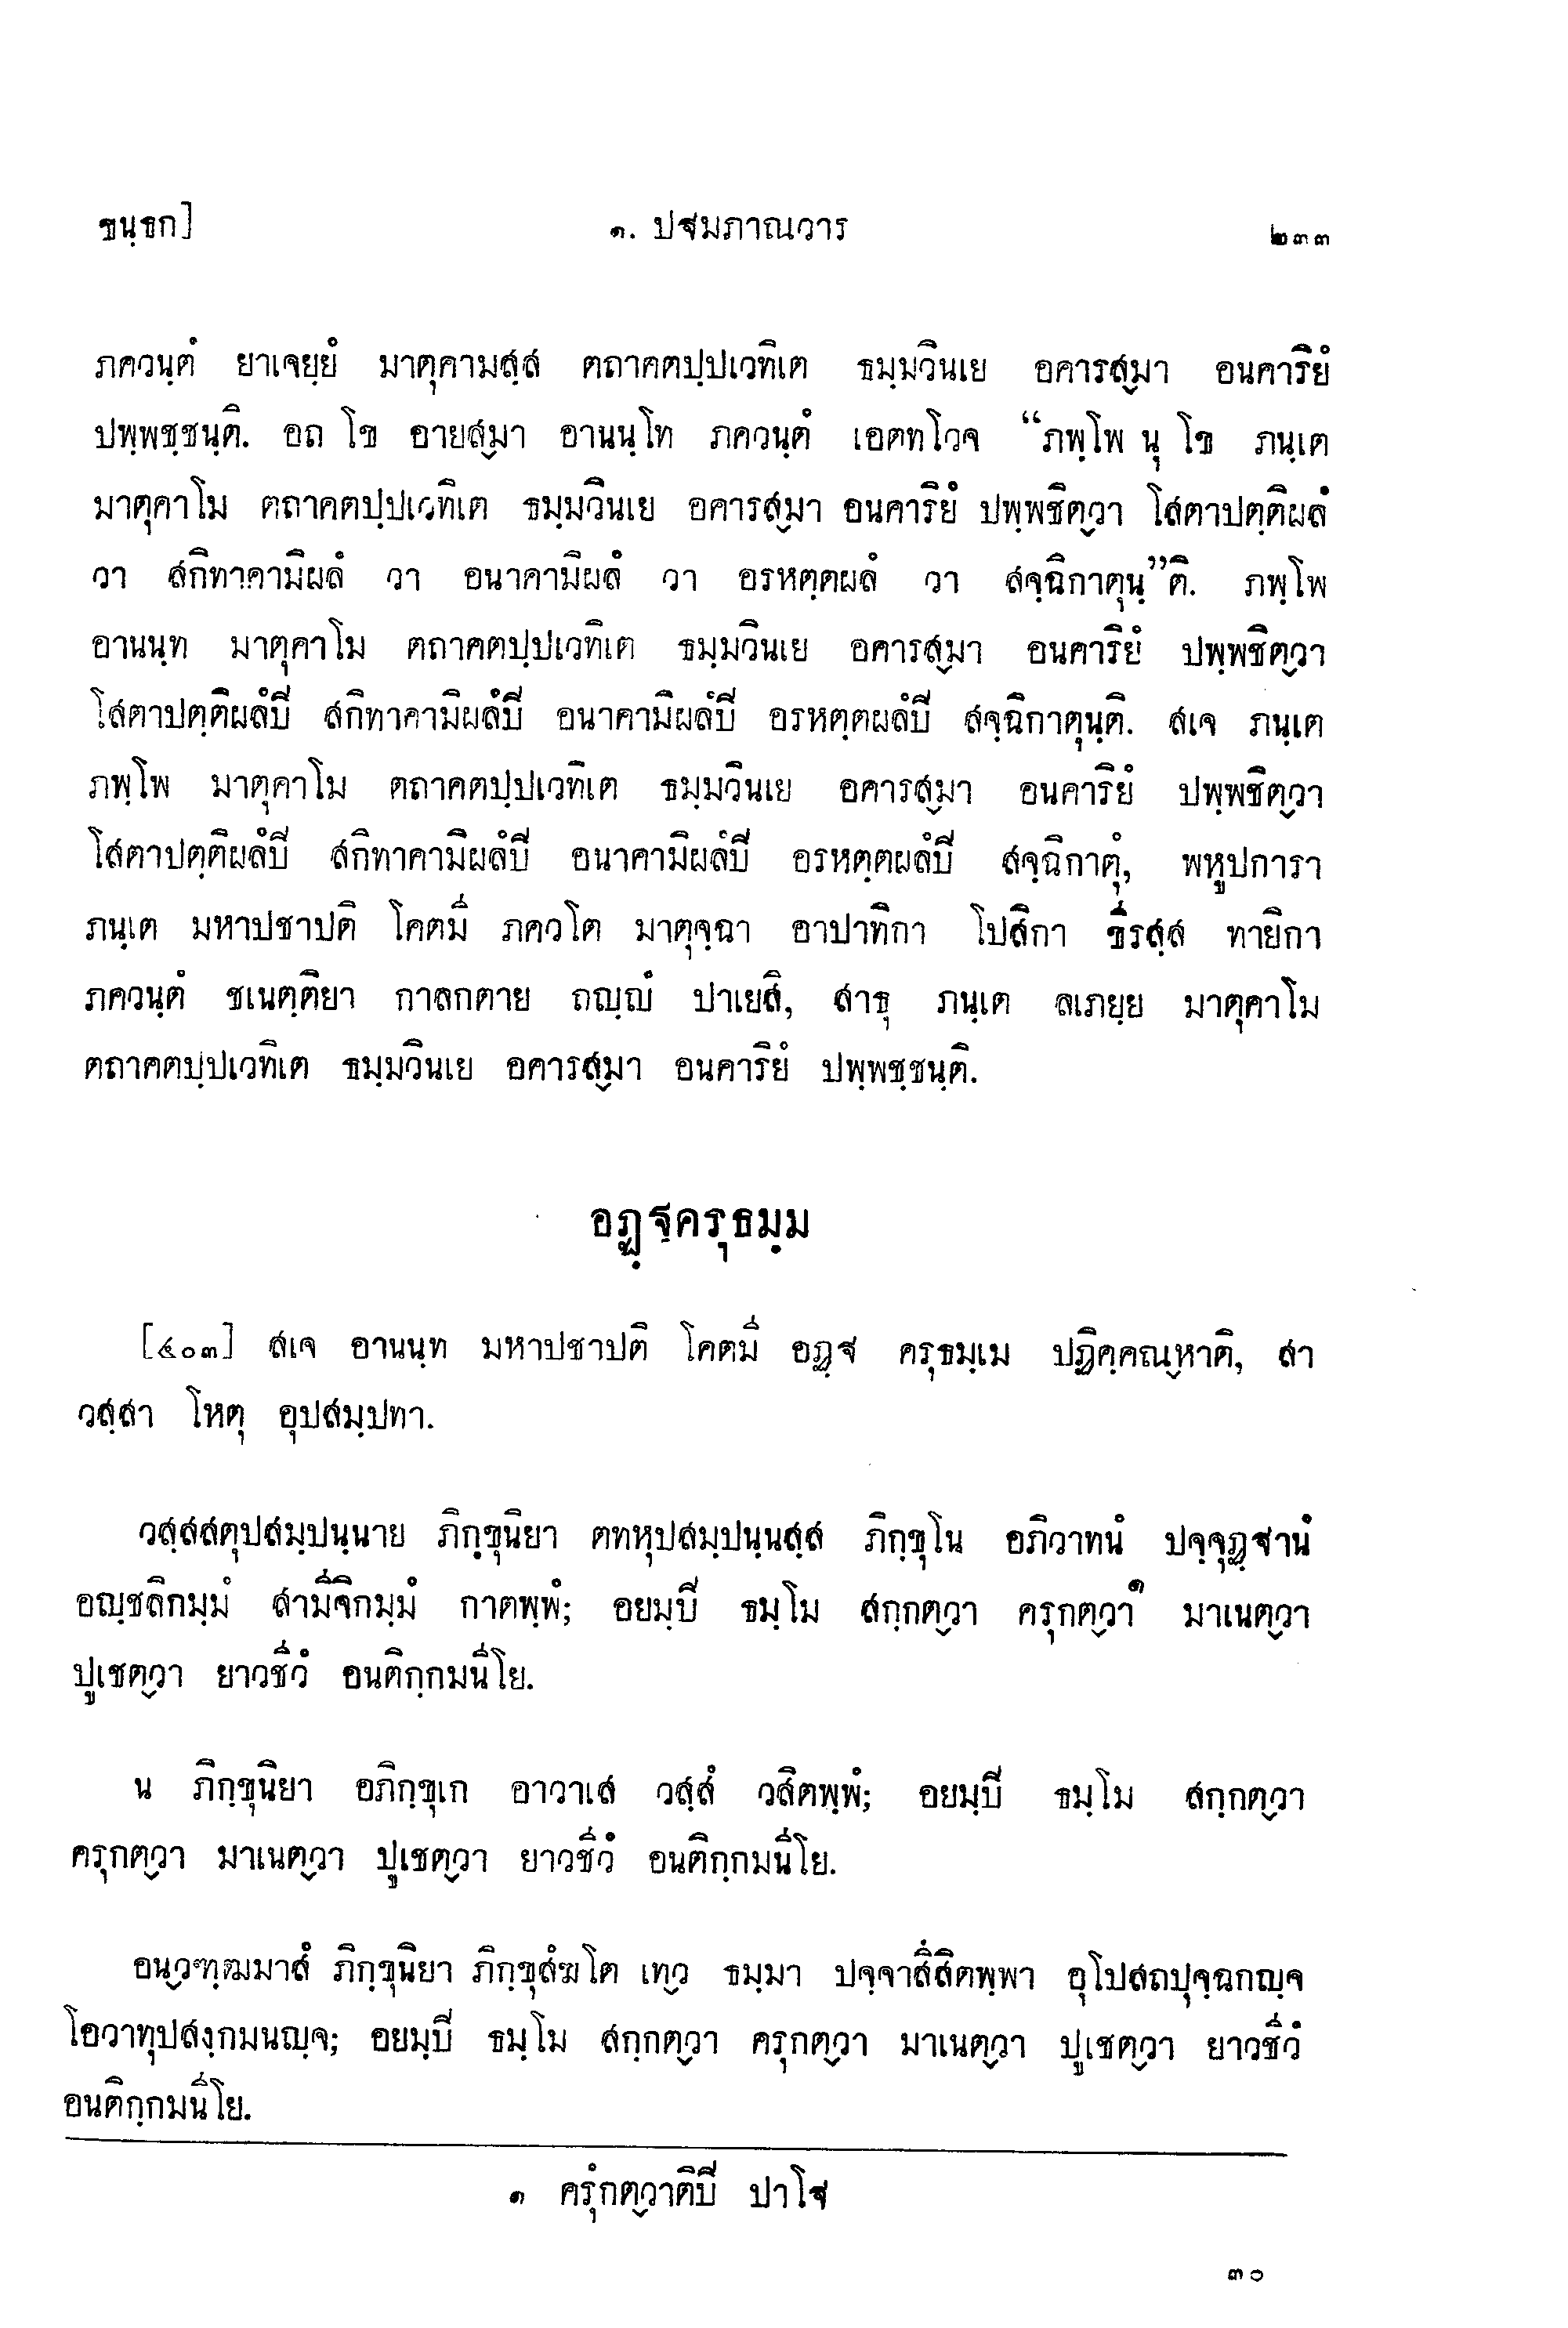 ขนฺธก]
๑. ปฐมภาณวาร
๒๓๓
ภควนฺตํ ยาเจยฺยํ มาตุคามสฺส ตถาคตปฺปเวทิเต ธมฺมวินเย อคารสฺมา อนคาริยํ
ปพฺพชฺชนฺติ. อถ โข อายสฺมา อานนฺโท ภควนฺตํ เอตทโวจ “ภพฺโพ นุ โข ภนฺเต
มาตุคาโม ตถาคตปฺปเวทิเต ธมฺมวินเย อคารสฺมา อนคาริยํ ปพฺพชิตฺวา โสตาปตฺติผลํ
วา สกิทาคามิผลํ วา อนาคามิผลํ วา อรหตฺตผลํ วา สจฺฉิกาตุนฺ”ติ. ภพฺโพ
อานนฺท มาตุคาโม ตถาคตปฺปเวทิเต ธมฺมวินเย อคารสฺมา อนคาริยํ ปพฺพชิตฺวา
โสตาปตฺติผลํปี สกิทาคามิผลํปี อนาคามิผลํปี อรหตฺตผลํปี สจฺฉิกาตุนฺติ. สเจ ภนฺเต
ภพฺโพ มาตุคาโม ตถาคตปฺปเวทิเต ธมฺมวินเย อคารสฺมา อนคาริยํ ปพฺพชิตฺวา
โสตาปตฺติผลํปี สกิทาคามิผลํปี อนาคามิผลํปี อรหตฺตผลํปี สจฺฉิกาตุํ, พหูปการา
ภนฺเต มหาปชาปติ โคตมี ภควโต มาตุจฺฉา อาปาทิกา โปสิกา ขีรสฺส ทายิกา
ภควนฺตํ ชเนตฺติยา กาลกตาย ถญฺญํ ปาเยสิ, สาธุ ภนฺเต ลเภยฺย มาตุคาโม
ตถาคตปฺปเวทิเต ธมฺมวินเย อคารสฺมา อนคาริยํ ปพฺพชฺชนฺติ.
อฏฺฐครุธมฺม
[๔๐๓] สเจ อานนฺท มหาปชาปติ โคตมี อฏฺฐ ครุธมฺเม ปฏิคฺคณฺหาติ, สา
วสฺสา โหตุ อุปสมฺปทา.
วสฺสสตุปสมฺปนฺนาย ภิกฺขุนิยา ตทหุปสมฺปนฺนสฺส ภิกฺขุโน อภิวาทนํ ปจฺจุฏฺฐานํ
อญฺชลิกมฺมํ สามีจิกมฺมํ กาตพฺพํ; อยมฺปี ธมฺโม สกฺกตฺวา ครุกตฺวา๑ มาเนตฺวา
ปูเชตฺวา ยาวชีวํ อนติกฺกมนีโย.
น ภิกฺขุนิยา อภิกฺขุเก อาวาเส วสฺสํ วสิตพฺพํ; อยมฺปี ธมฺโม สกฺกตฺวา
ครุกตฺวา มาเนตฺวา ปูเชตฺวา ยาวชีวํ อนติกฺกมนีโย.
อนฺวฑฺฒมาสํ ภิกฺขุนิยา ภิกฺขุสํฆโต เทฺว ธมฺมา ปจฺจาสีสิตพฺพา อุโปสถปุจฺฉกญฺจ
โอวาทุปสงฺกมนญฺจ; อยมฺปี ธมฺโม สกฺกตฺวา ครุกตฺวา มาเนตฺวา ปูเชตฺวา ยาวชีวํ
อนติกฺกมนีโย.
๑ ครุํกตฺวาติปี ปาโฐ
๓๐